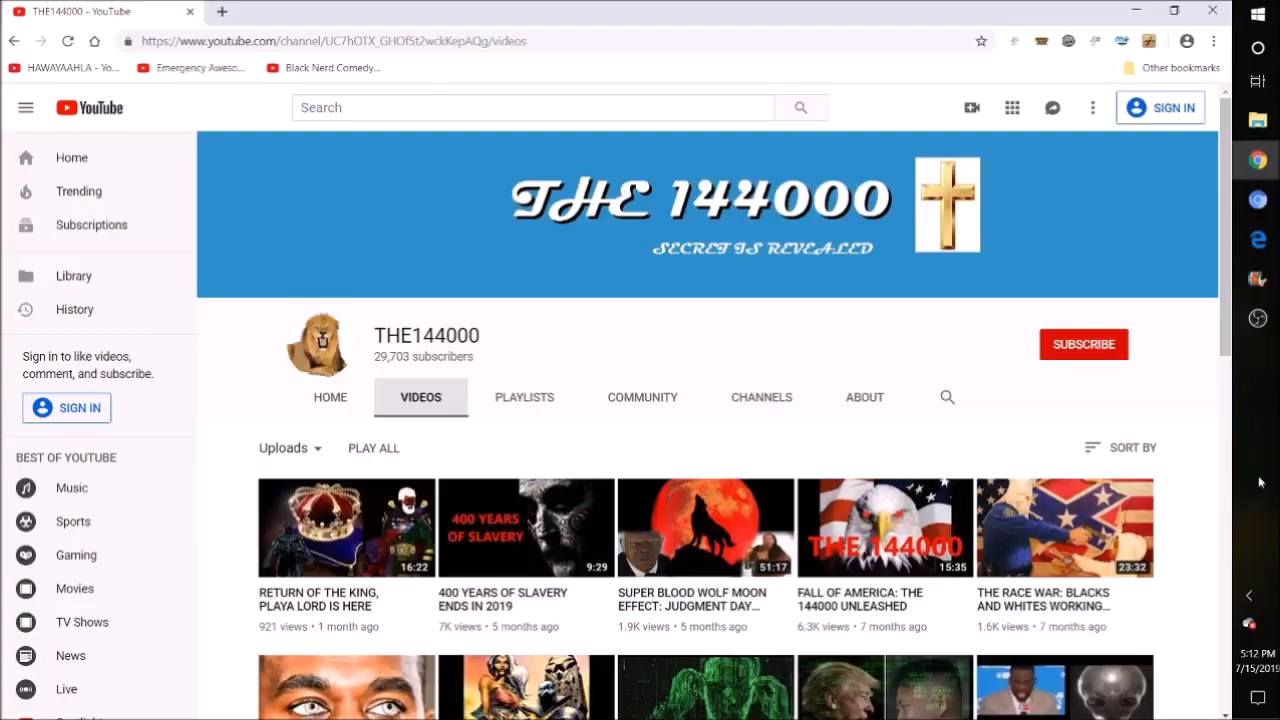 THE144000 - YouTube
https://www.youtube.com/channel/UC7hOTX_GHOf5t2wckKepAQg/videos
HAWAYAAHLA - Yo...
Emergency Aweso...
Black Nerd Comedy...
Other bookmarks
YouTube
Search
SIGN IN
Home
Trending
Subscriptions
Library
History
Sign in to like videos,
comment, and subscribe.
SIGN IN
BEST OF YOUTUBE
Music
Sports
Gaming
Movies
TV Shows
News
Live
THE 144000
SECRET IS REVEALED
THE144000
29,703 subscribers
SUBSCRIBE
HOME
VIDEOS
PLAYLISTS
COMMUNITY
CHANNELS
ABOUT
Uploads
PLAY ALL
SORT BY
16:22
RETURN OF THE KING,
PLAYA LORD IS HERE
921 views • 1 month ago
400 YEARS
OF SLAVERY
9:29
400 YEARS OF SLAVERY
ENDS IN 2019
7K views • 5 months ago
51:17
SUPER BLOOD WOLF MOON
EFFECT: JUDGMENT DAY...
1.9K views • 5 months ago
THE 144000
15:35
FALL OF AMERICA: THE
144000 UNLEASHED
6.3K views • 7 months ago
23:32
THE RACE WAR: BLACKS
AND WHITES WORKING...
1.6K views • 7 months ago
5:12 PM
7/15/2019